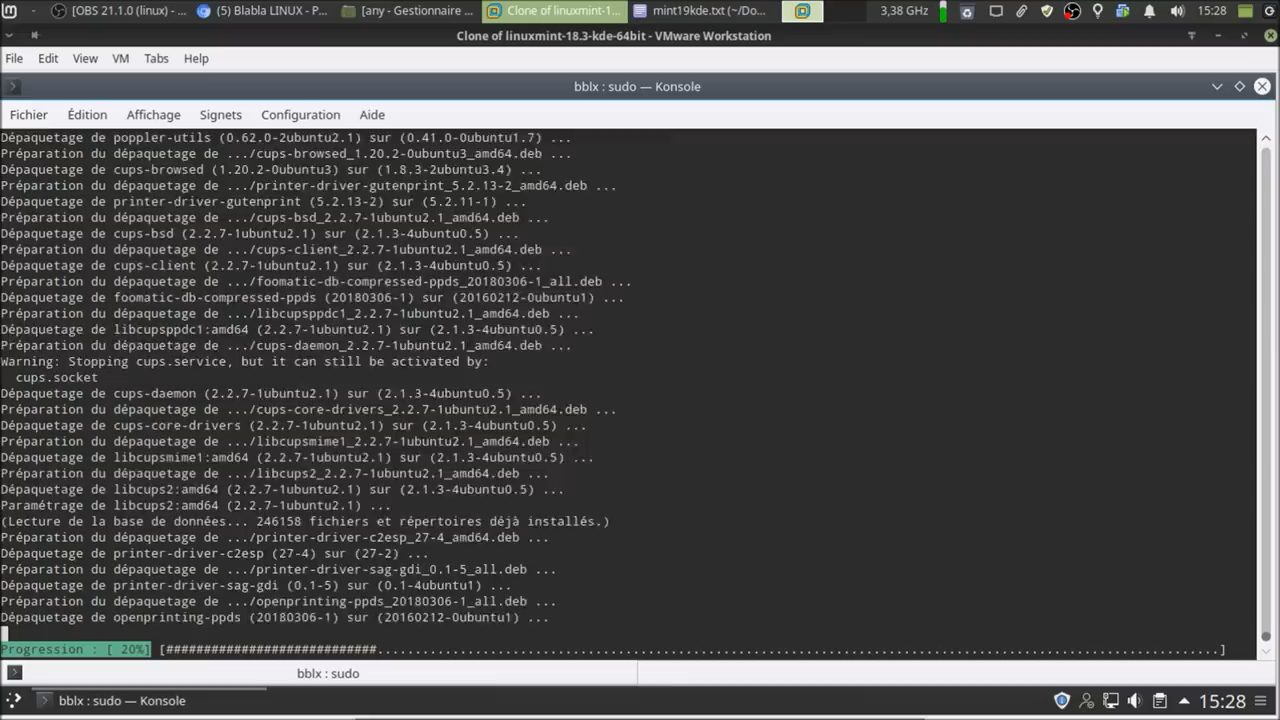 [OBS 21.1.0 (linux) - ...
(5) Blabla LINUX - P...
[any - Gestionnaire ...
Clone of linuxmint-1...
mint19kde.txt (~/Do...
3,38 GHz
15:28
Clone of linuxmint-18.3-kde-64bit - VMware Workstation
File Edit View VM Tabs Help
bblx : sudo — Konsole
Fichier Édition Affichage Signets Configuration Aide
Dépaquetage de poppler-utils (0.62.0-2ubuntu2.1) sur (0.41.0-0ubuntu1.7) ...
Préparation du dépaquetage de .../cups-browsed_1.20.2-0ubuntu3_amd64.deb ...
Dépaquetage de cups-browsed (1.20.2-0ubuntu3) sur (1.8.3-2ubuntu3.4) ...
Préparation du dépaquetage de .../printer-driver-gutenprint_5.2.13-2_amd64.deb ...
Dépaquetage de printer-driver-gutenprint (5.2.13-2) sur (5.2.11-1) ...
Préparation du dépaquetage de .../cups-bsd_2.2.7-1ubuntu2.1_amd64.deb ...
Dépaquetage de cups-bsd (2.2.7-1ubuntu2.1) sur (2.1.3-4ubuntu0.5) ...
Préparation du dépaquetage de .../cups-client_2.2.7-1ubuntu2.1_amd64.deb ...
Dépaquetage de cups-client (2.2.7-1ubuntu2.1) sur (2.1.3-4ubuntu0.5) ...
Préparation du dépaquetage de .../foomatic-db-compressed-ppds_20180306-1_all.deb ...
Dépaquetage de foomatic-db-compressed-ppds (20180306-1) sur (20160212-0ubuntu1) ...
Préparation du dépaquetage de .../libcupsppdc1_2.2.7-1ubuntu2.1_amd64.deb ...
Dépaquetage de libcupsppdc1:amd64 (2.2.7-1ubuntu2.1) sur (2.1.3-4ubuntu0.5) ...
Préparation du dépaquetage de .../cups-daemon_2.2.7-1ubuntu2.1_amd64.deb ...
Warning: Stopping cups.service, but it can still be activated by:
  cups.socket
Dépaquetage de cups-daemon (2.2.7-1ubuntu2.1) sur (2.1.3-4ubuntu0.5) ...
Préparation du dépaquetage de .../cups-core-drivers_2.2.7-1ubuntu2.1_amd64.deb ...
Dépaquetage de cups-core-drivers (2.2.7-1ubuntu2.1) sur (2.1.3-4ubuntu0.5) ...
Préparation du dépaquetage de .../libcupsmime1_2.2.7-1ubuntu2.1_amd64.deb ...
Dépaquetage de libcupsmime1:amd64 (2.2.7-1ubuntu2.1) sur (2.1.3-4ubuntu0.5) ...
Préparation du dépaquetage de .../libcups2_2.2.7-1ubuntu2.1_amd64.deb ...
Dépaquetage de libcups2:amd64 (2.2.7-1ubuntu2.1) sur (2.1.3-4ubuntu0.5) ...
Paramétrage de libcups2:amd64 (2.2.7-1ubuntu2.1) ...
(Lecture de la base de données... 246158 fichiers et répertoires déjà installés.)
Préparation du dépaquetage de .../printer-driver-c2esp_27-4_amd64.deb ...
Dépaquetage de printer-driver-c2esp (27-4) sur (27-2) ...
Préparation du dépaquetage de .../printer-driver-sag-gdi_0.1-5_all.deb ...
Dépaquetage de printer-driver-sag-gdi (0.1-5) sur (0.1-4ubuntu1) ...
Préparation du dépaquetage de .../openprinting-ppds_20180306-1_all.deb ...
Dépaquetage de openprinting-ppds (20180306-1) sur (20160212-0ubuntu1) ...
Progression : [ 20%] [############################................................................................................................]
bblx : sudo
bblx : sudo — Konsole
15:28